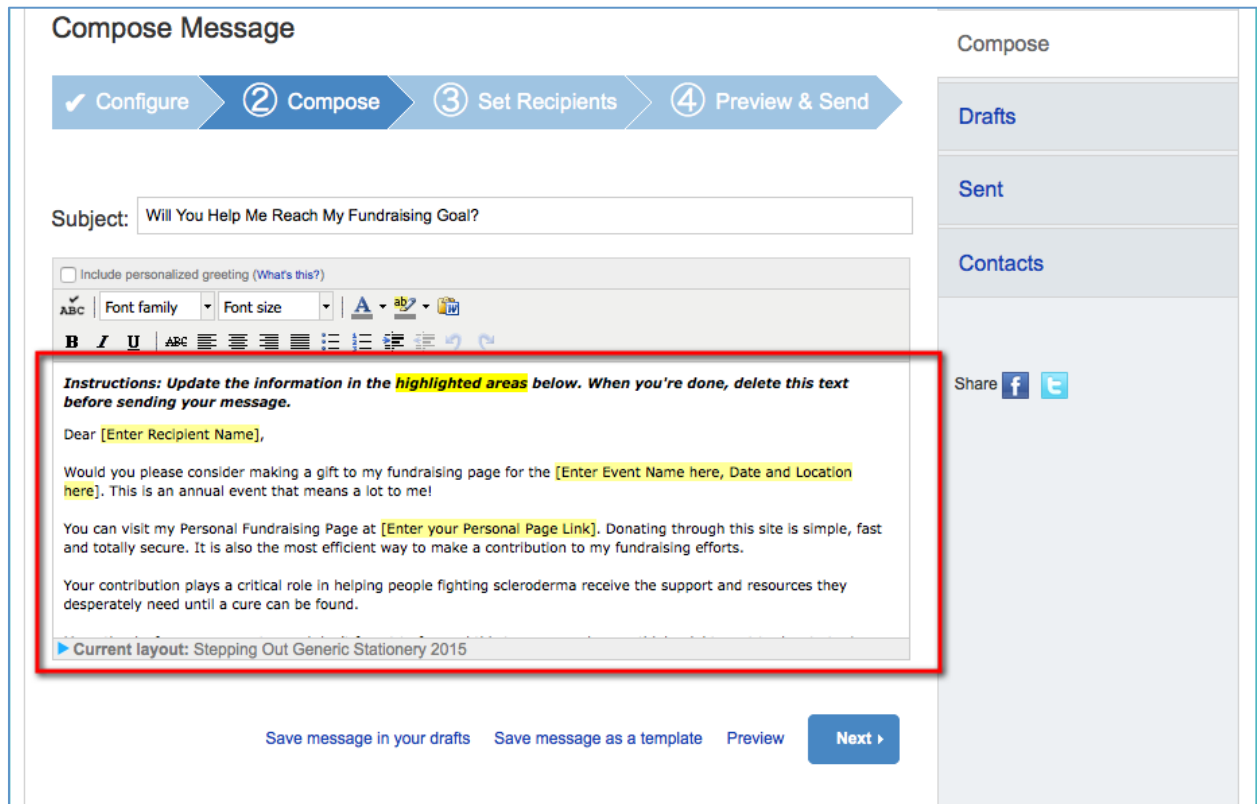 Compose Message
✔ Configure
② Compose
③ Set Recipients
④ Preview & Send
Subject: Will You Help Me Reach My Fundraising Goal?
Include personalized greeting (What's this?)
ABC Font family Font size A ab
B I U ABC
Instructions: Update the information in the highlighted areas below. When you're done, delete this text
before sending your message.
Dear [Enter Recipient Name],
Would you please consider making a gift to my fundraising page for the [Enter Event Name here, Date and Location
here]. This is an annual event that means a lot to me!
You can visit my Personal Fundraising Page at [Enter your Personal Page Link]. Donating through this site is simple, fast
and totally secure. It is also the most efficient way to make a contribution to my fundraising efforts.
Your contribution plays a critical role in helping people fighting scleroderma receive the support and resources they
desperately need until a cure can be found.
Current layout: Stepping Out Generic Stationery 2015
Save message in your drafts Save message as a template Preview Next
Compose
Drafts
Sent
Contacts
Share f t